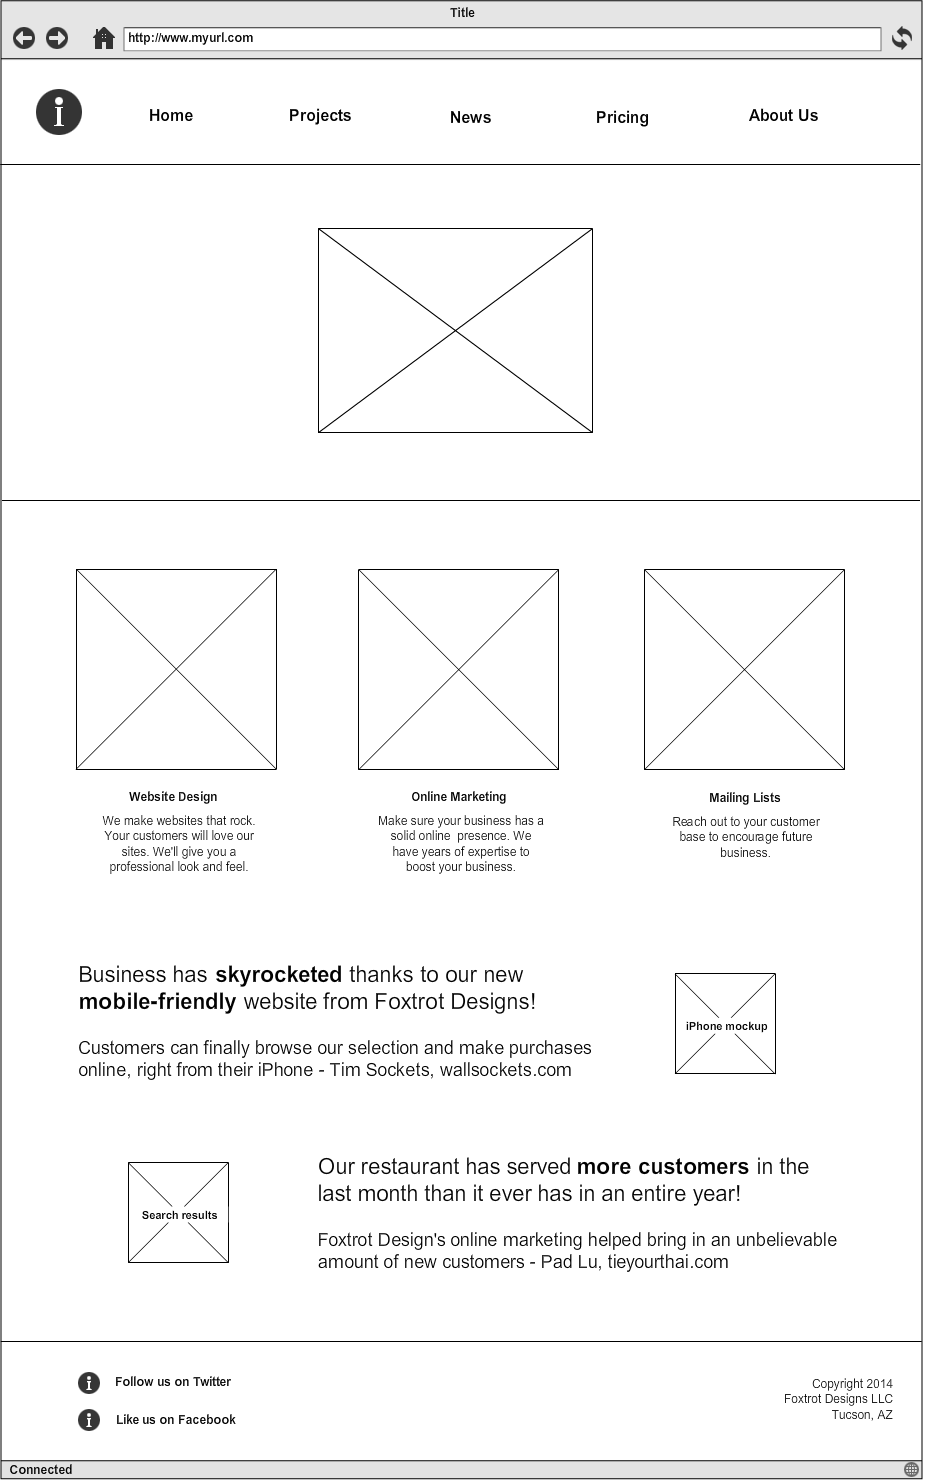 Title
http://www.myurl.com
i
Home
Projects
News
Pricing
About Us
Website Design
We make websites that rock.
Your customers will love our
sites. We'll give you a
professional look and feel.
Online Marketing
Make sure your business has a
solid online  presence. We
have years of expertise to
boost your business.
Mailing Lists
Reach out to your customer
base to encourage future
business.
Business has skyrocketed thanks to our new
mobile-friendly website from Foxtrot Designs!
Customers can finally browse our selection and make purchases
online, right from their iPhone - Tim Sockets, wallsockets.com
iPhone mockup
Search results
Our restaurant has served more customers in the
last month than it ever has in an entire year!
Foxtrot Design's online marketing helped bring in an unbelievable
amount of new customers - Pad Lu, tieyourthai.com
i Follow us on Twitter
i Like us on Facebook
Copyright 2014
Foxtrot Designs LLC
Tucson, AZ
Connected